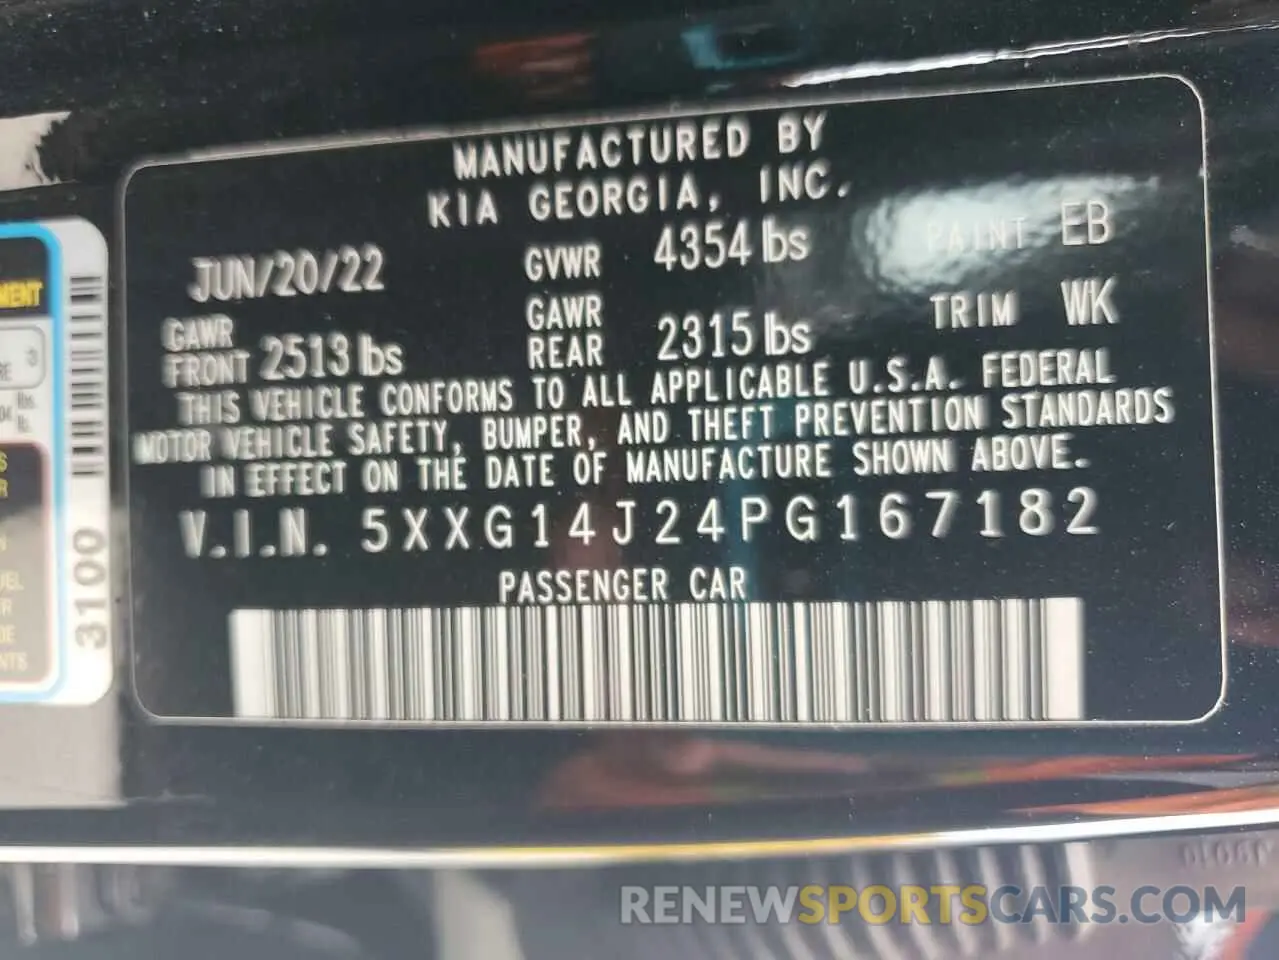 MANUFACTURED BY
KIA GEORGIA, INC.
JUN/20/22 GVWR 4354 lbs PAINT EB
GAWR FRONT 2513 lbs GAWR REAR 2315 lbs TRIM WK
THIS VEHICLE CONFORMS TO ALL APPLICABLE U.S.A. FEDERAL
MOTOR VEHICLE SAFETY, BUMPER, AND THEFT PREVENTION STANDARDS
IN EFFECT ON THE DATE OF MANUFACTURE SHOWN ABOVE.
V.I.N. 5XXG14J24PG167182
PASSENGER CAR
3100
RENEWSPORTSCARS.COM